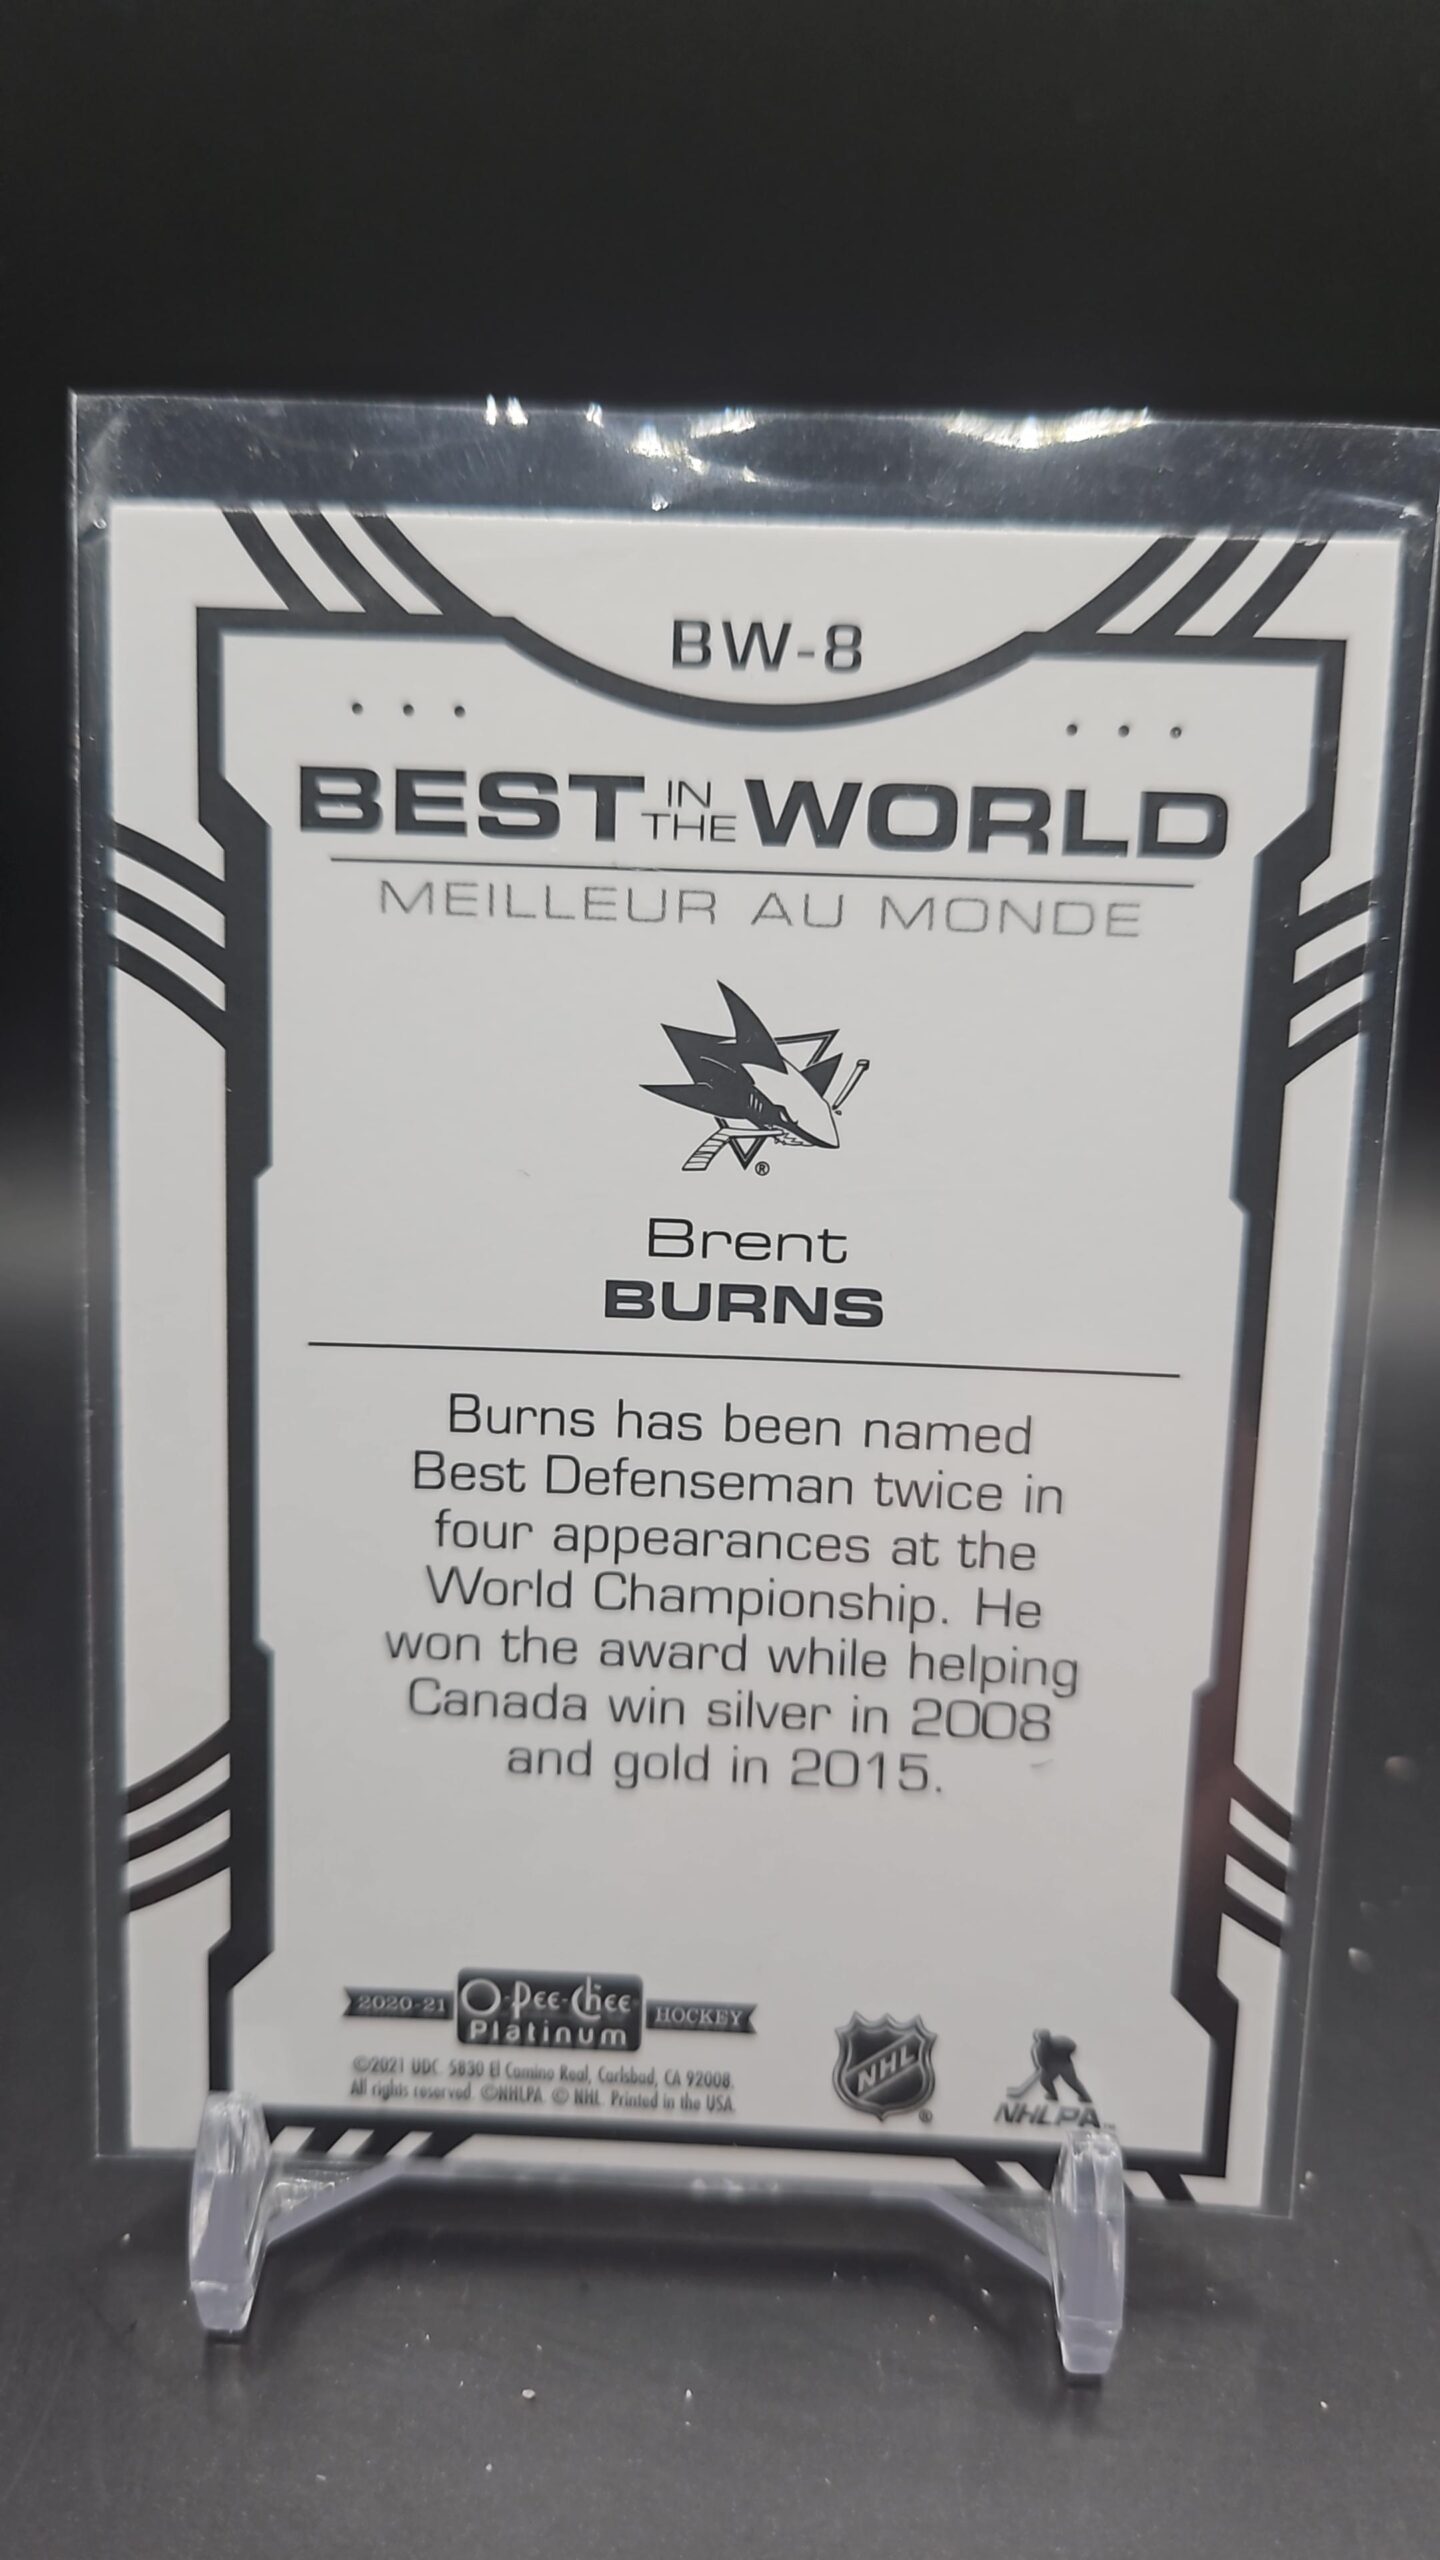 BW-8
BEST IN THE WORLD
MEILLEUR AU MONDE
®
Brent
BURNS
Burns has been named
Best Defenseman twice in
four appearances at the
World Championship. He
won the award while helping
Canada win silver in 2008
and gold in 2015.
2020-21 O-Pee-Chee HOCKEY
Platinum
©2021 UDC. 5830 El Camino Real, Carlsbad, CA 92008.
All rights reserved. ©NHLPA. © NHL. Printed in the USA.
NHL ®
NHLPA™